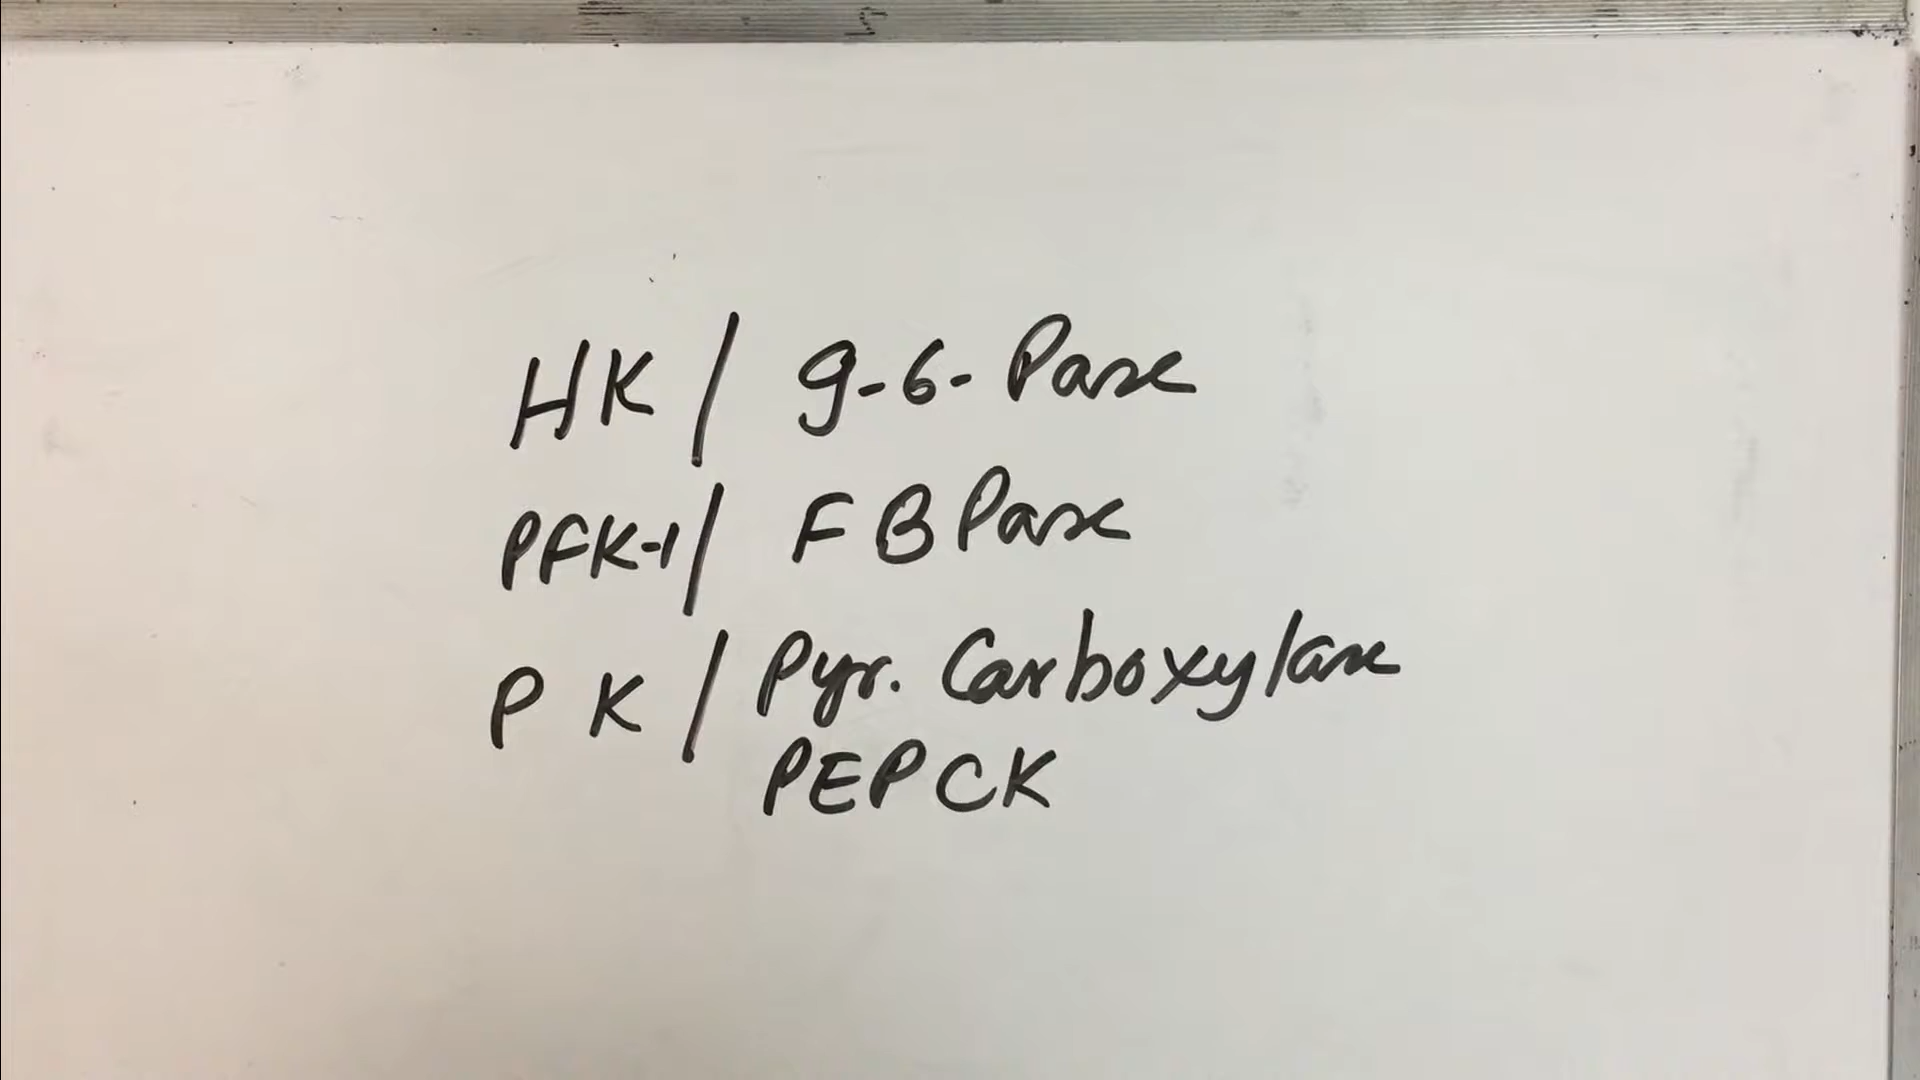 HK / g-6-Pase
PFK-1 / FBPase
PK / Pyr. Carboxylase
PEPCK